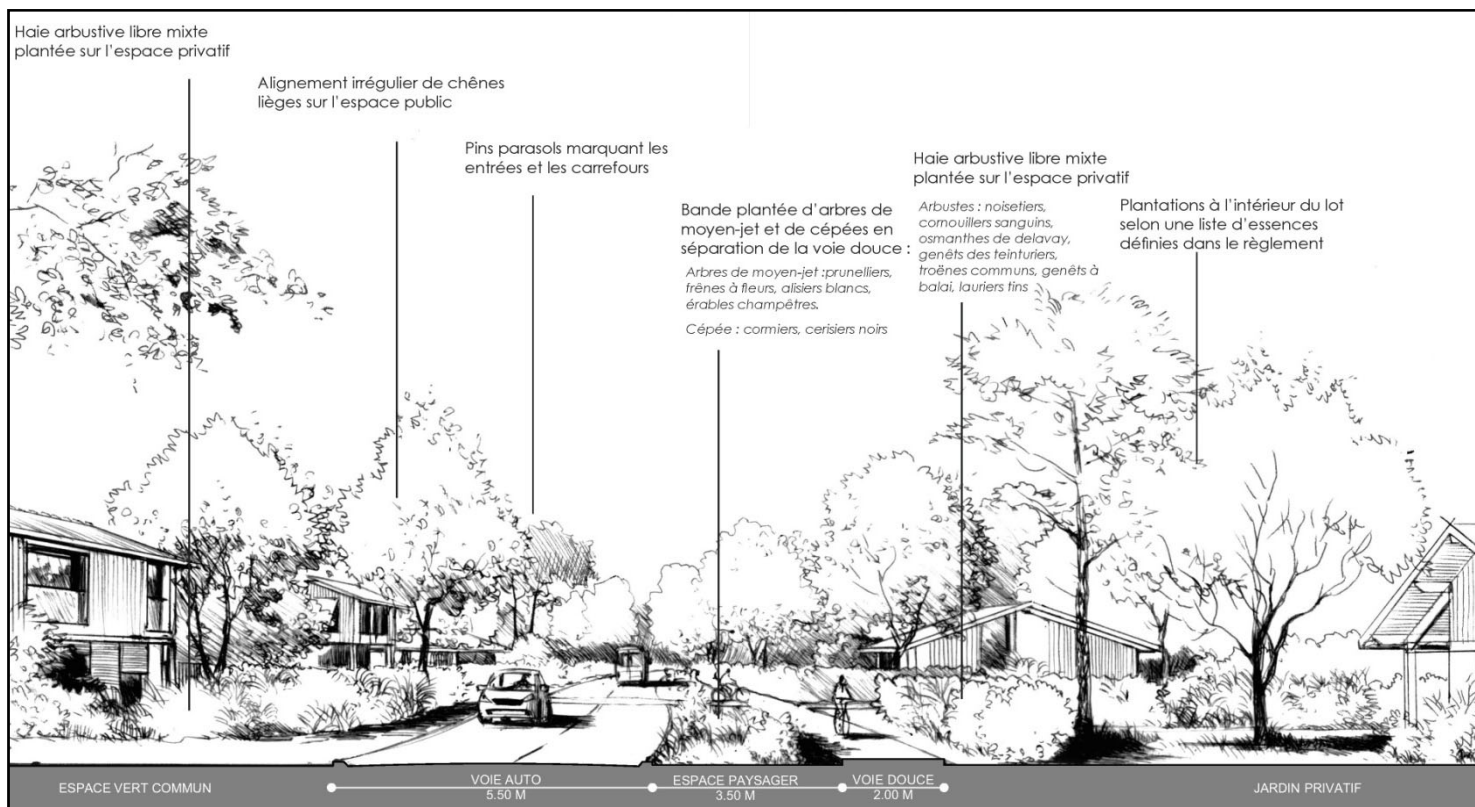 Haie arbustive libre mixte
plantée sur l'espace privatif
Alignement irrégulier de chênes
lièges sur l'espace public
Pins parasols marquant les
entrées et les carrefours
Bande plantée d'arbres de
moyen-jet et de cépées en
séparation de la voie douce :
Arbres de moyen-jet :prunelliers,
frênes à fleurs, alisiers blancs,
érables champêtres.
Cépée : cormiers, cerisiers noirs
Haie arbustive libre mixte
plantée sur l'espace privatif
Arbustes : noisetiers,
cornouillers sanguins,
osmanthes de delavay,
genêts des teinturiers,
troënes communs, genêts à
balai, lauriers tins
Plantations à l'intérieur du lot
selon une liste d'essences
définies dans le règlement
ESPACE VERT COMMUN
VOIE AUTO
5.50 M
ESPACE PAYSAGER
3.50 M
VOIE DOUCE
2.00 M
JARDIN PRIVATIF